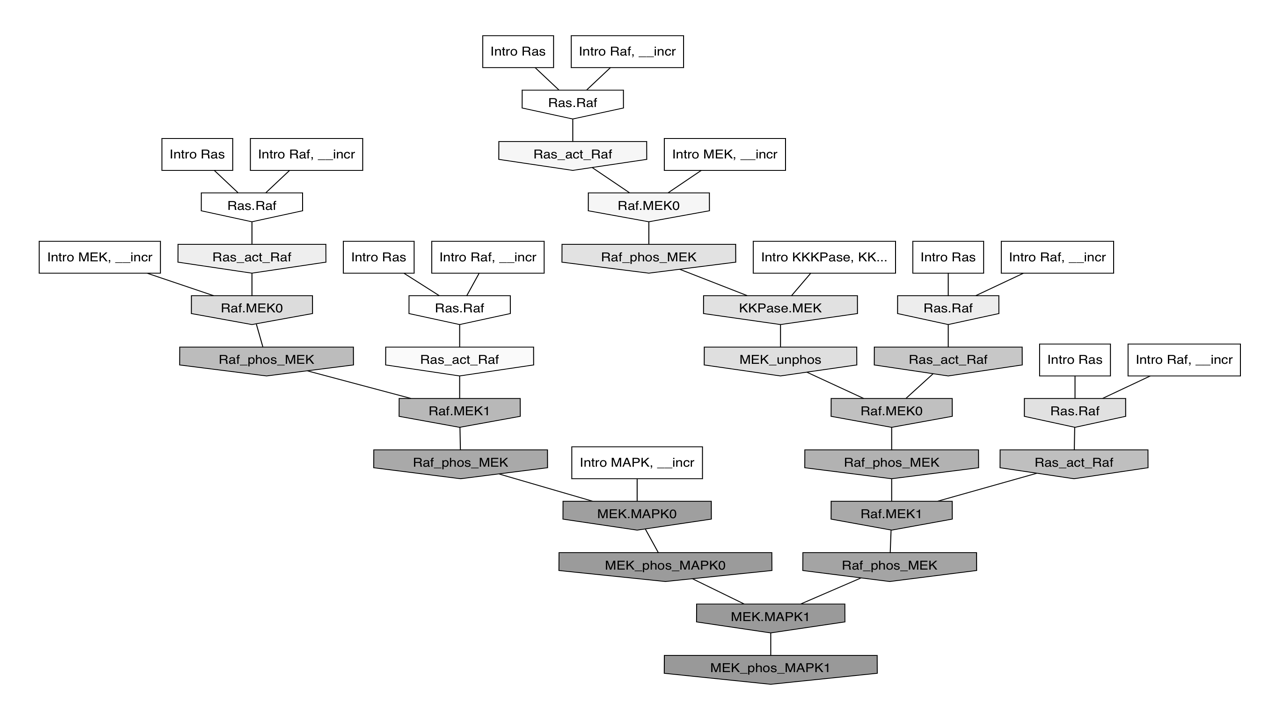 Intro Ras
Intro Raf, __incr
Ras.Raf
Intro Ras
Intro Raf, __incr
Ras_act_Raf
Intro MEK, __incr
Ras.Raf
Raf.MEK0
Intro MEK, __incr
Ras_act_Raf
Intro Ras
Intro Raf, __incr
Raf_phos_MEK
Intro KKKPase, KK...
Intro Ras
Intro Raf, __incr
Raf.MEK0
Ras.Raf
KKPase.MEK
Ras.Raf
Raf_phos_MEK
Ras_act_Raf
MEK_unphos
Ras_act_Raf
Intro Ras
Intro Raf, __incr
Raf.MEK1
Raf.MEK0
Ras.Raf
Raf_phos_MEK
Intro MAPK, __incr
Raf_phos_MEK
Ras_act_Raf
MEK.MAPK0
Raf.MEK1
MEK_phos_MAPK0
Raf_phos_MEK
MEK.MAPK1
MEK_phos_MAPK1